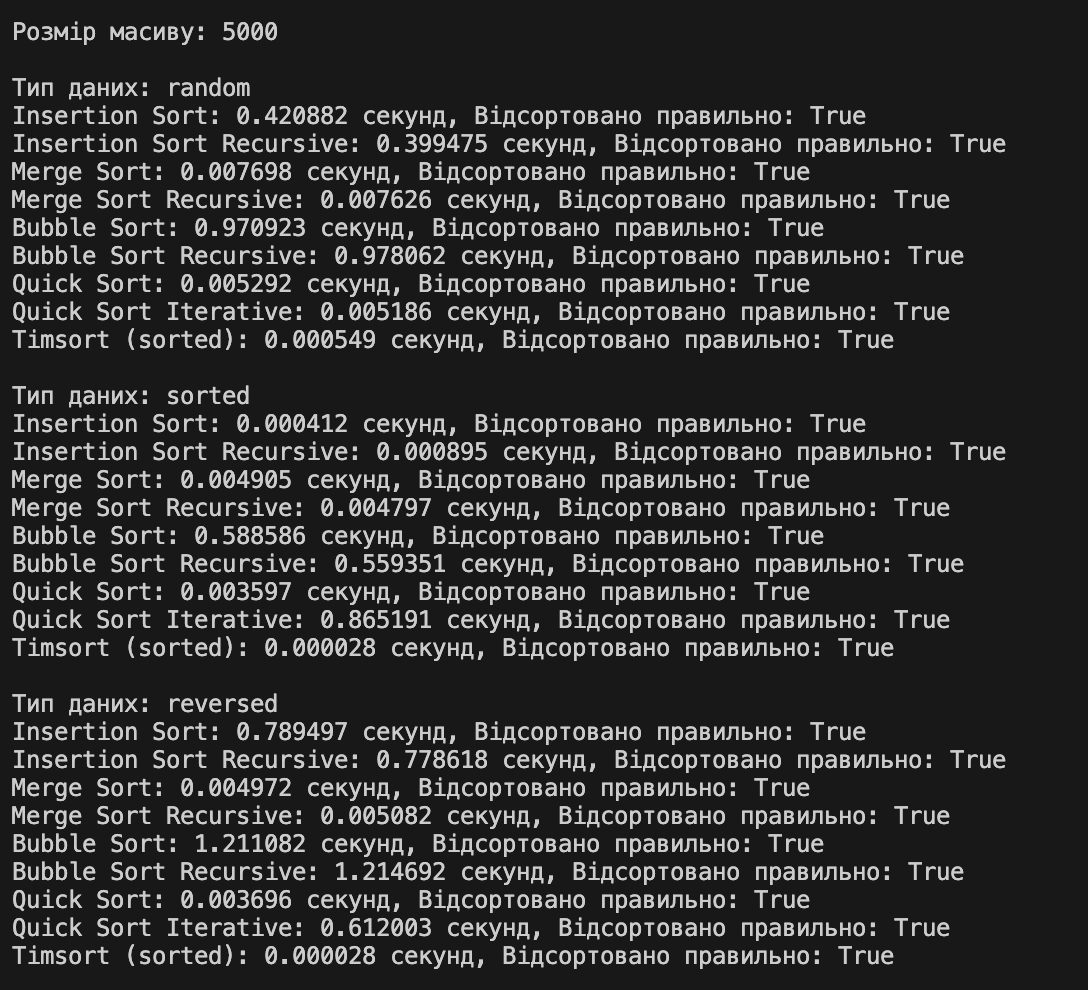 Розмір масиву: 5000
Тип даних: random
Insertion Sort: 0.420882 секунд, Відсортовано правильно: True
Insertion Sort Recursive: 0.399475 секунд, Відсортовано правильно: True
Merge Sort: 0.007698 секунд, Відсортовано правильно: True
Merge Sort Recursive: 0.007626 секунд, Відсортовано правильно: True
Bubble Sort: 0.970923 секунд, Відсортовано правильно: True
Bubble Sort Recursive: 0.978062 секунд, Відсортовано правильно: True
Quick Sort: 0.005292 секунд, Відсортовано правильно: True
Quick Sort Iterative: 0.005186 секунд, Відсортовано правильно: True
Timsort (sorted): 0.000549 секунд, Відсортовано правильно: True
Тип даних: sorted
Insertion Sort: 0.000412 секунд, Відсортовано правильно: True
Insertion Sort Recursive: 0.000895 секунд, Відсортовано правильно: True
Merge Sort: 0.004905 секунд, Відсортовано правильно: True
Merge Sort Recursive: 0.004797 секунд, Відсортовано правильно: True
Bubble Sort: 0.588586 секунд, Відсортовано правильно: True
Bubble Sort Recursive: 0.559351 секунд, Відсортовано правильно: True
Quick Sort: 0.003597 секунд, Відсортовано правильно: True
Quick Sort Iterative: 0.865191 секунд, Відсортовано правильно: True
Timsort (sorted): 0.000028 секунд, Відсортовано правильно: True
Тип даних: reversed
Insertion Sort: 0.789497 секунд, Відсортовано правильно: True
Insertion Sort Recursive: 0.778618 секунд, Відсортовано правильно: True
Merge Sort: 0.004972 секунд, Відсортовано правильно: True
Merge Sort Recursive: 0.005082 секунд, Відсортовано правильно: True
Bubble Sort: 1.211082 секунд, Відсортовано правильно: True
Bubble Sort Recursive: 1.214692 секунд, Відсортовано правильно: True
Quick Sort: 0.003696 секунд, Відсортовано правильно: True
Quick Sort Iterative: 0.612003 секунд, Відсортовано правильно: True
Timsort (sorted): 0.000028 секунд, Відсортовано правильно: True